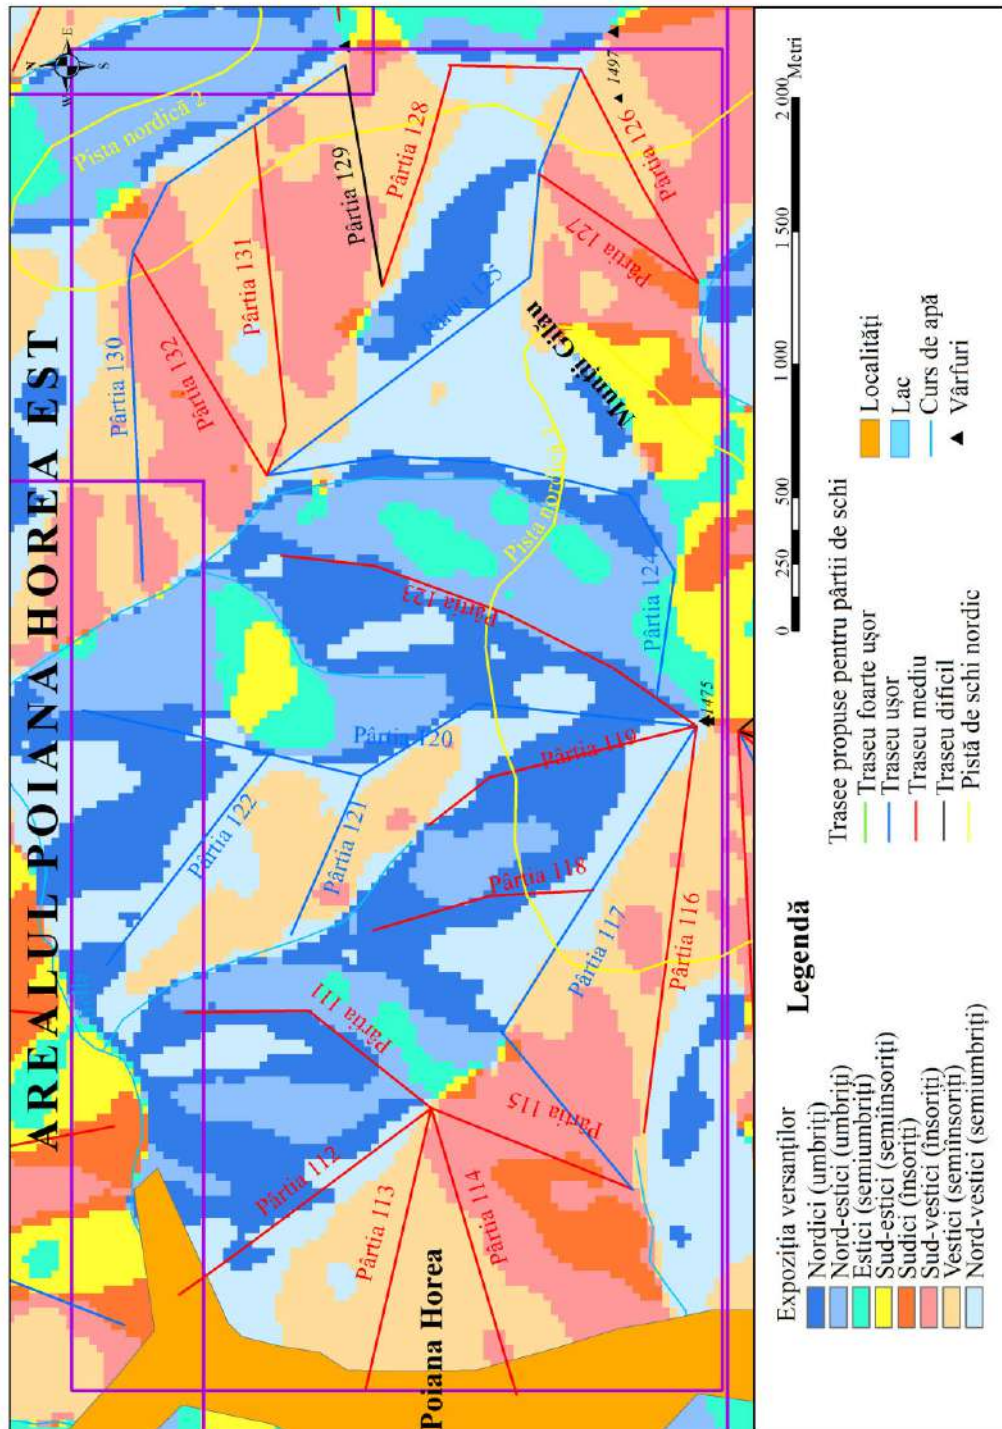 AREALUL POIANA HOREA EST
N
E
S
W
Pista nordică 2
Pârtia 128
Pârtia 129
1497
Pârtia 126
Pârtia 127
Pârtia 131
Pârtia 132
Pârtia 130
Munții Gilău
Pista nordică
Pârtia 124
Pârtia 123
1475
Pârtia 120
Pârtia 119
Pârtia 122
Pârtia 121
Pârtia 118
Pârtia 117
Pârtia 116
Pârtia 111
Pârtia 115
Pârtia 112
Pârtia 113
Pârtia 114
Poiana Horea
Legendă
Expoziția versanților
Nordici (umbriți)
Nord-estici (umbriți)
Estici (semiumbriți)
Sud-estici (semiînsoriți)
Sudici (însoriți)
Sud-vestici (însoriți)
Vestici (semiînsoriți)
Nord-vestici (semiumbriți)
Trasee propuse pentru pârtii de schi
Traseu foarte ușor
Traseu ușor
Traseu mediu
Traseu dificil
Pistă de schi nordic
Localități
Lac
Curs de apă
Vârfuri
0 250 500 1 000 1 500 2 000
Metri